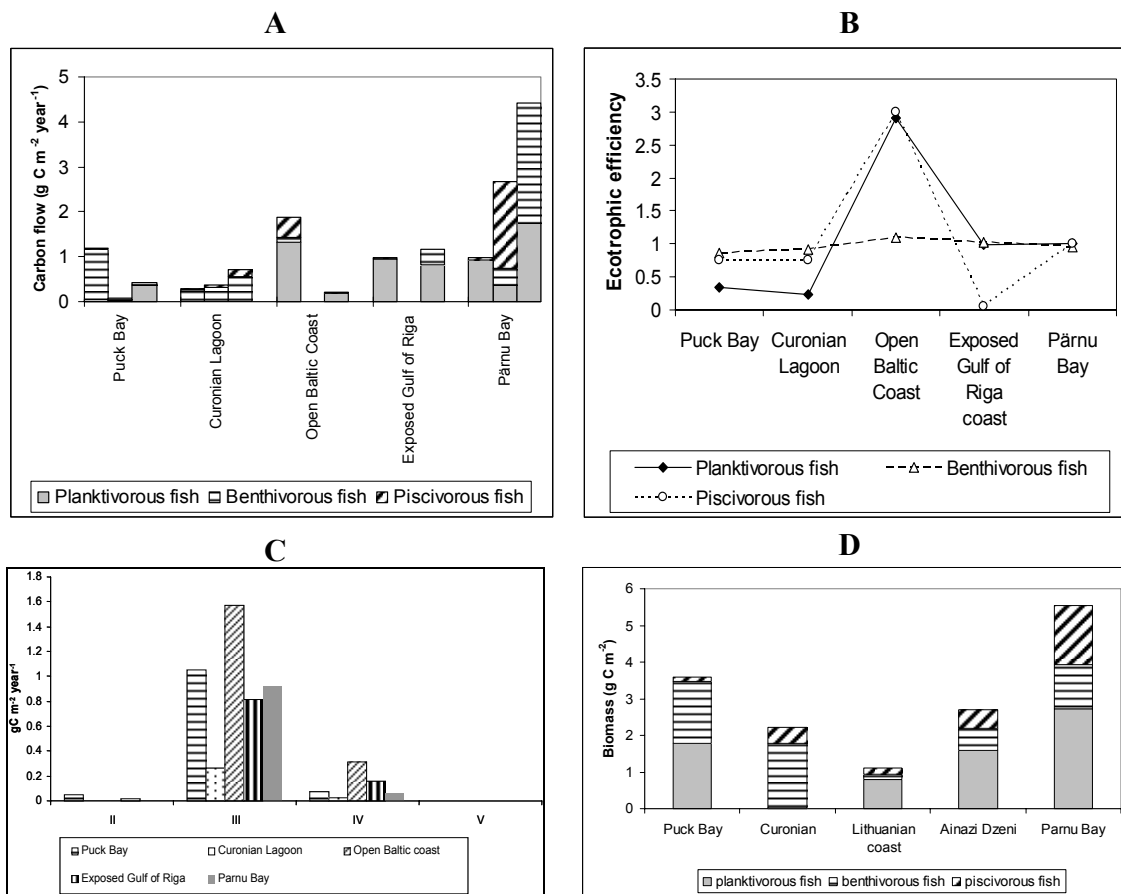 A
5
4
3
2
1
0
Carbon flow (g C m⁻² year⁻¹)
Puck Bay
Curonian Lagoon
Open Baltic Coast
Exposed Gulf of Riga
Pärnu Bay
Planktivorous fish Benthivorous fish Piscivorous fish
B
3.5
3
2.5
2
1.5
1
0.5
0
Ecotrophic efficiency
Puck Bay Curonian Open Exposed Pärnu
Lagoon Baltic Gulf of Bay
Coast Riga
coast
Planktivorous fish Benthivorous fish
Piscivorous fish
C
1.8
1.6
1.4
1.2
1
0.8
0.6
0.4
0.2
0
gC m⁻² year⁻¹
II III IV V
Puck Bay Curonian Lagoon Open Baltic coast
Exposed Gulf of Riga Parnu Bay
D
6
5
4
3
2
1
0
Biomass (g C m⁻²)
Puck Bay Curonian Lithuanian Ainazi Dzeni Parnu Bay
coast
planktivorous fish benthivorous fish piscivorous fish